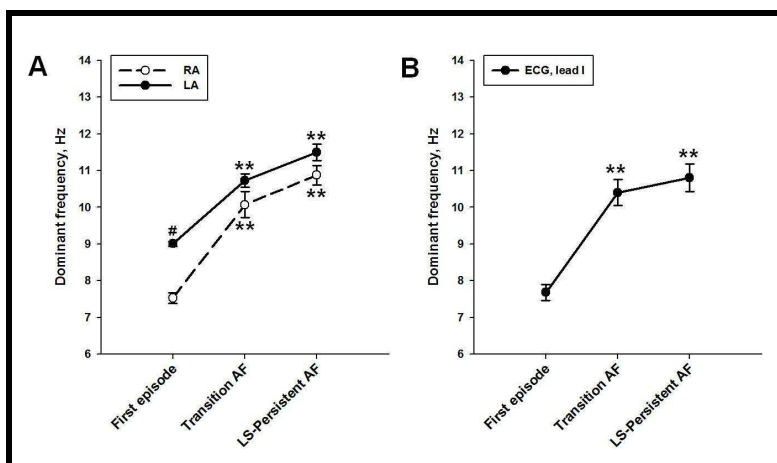 A
RA
LA
Dominant frequency, Hz
14
13
12
11
10
9
8
7
6
**
**
#
**
**
First episode
Transition AF
LS-Persistent AF
B
ECG, lead I
Dominant frequency, Hz
14
13
12
11
10
9
8
7
6
**
**
First episode
Transition AF
LS-Persistent AF